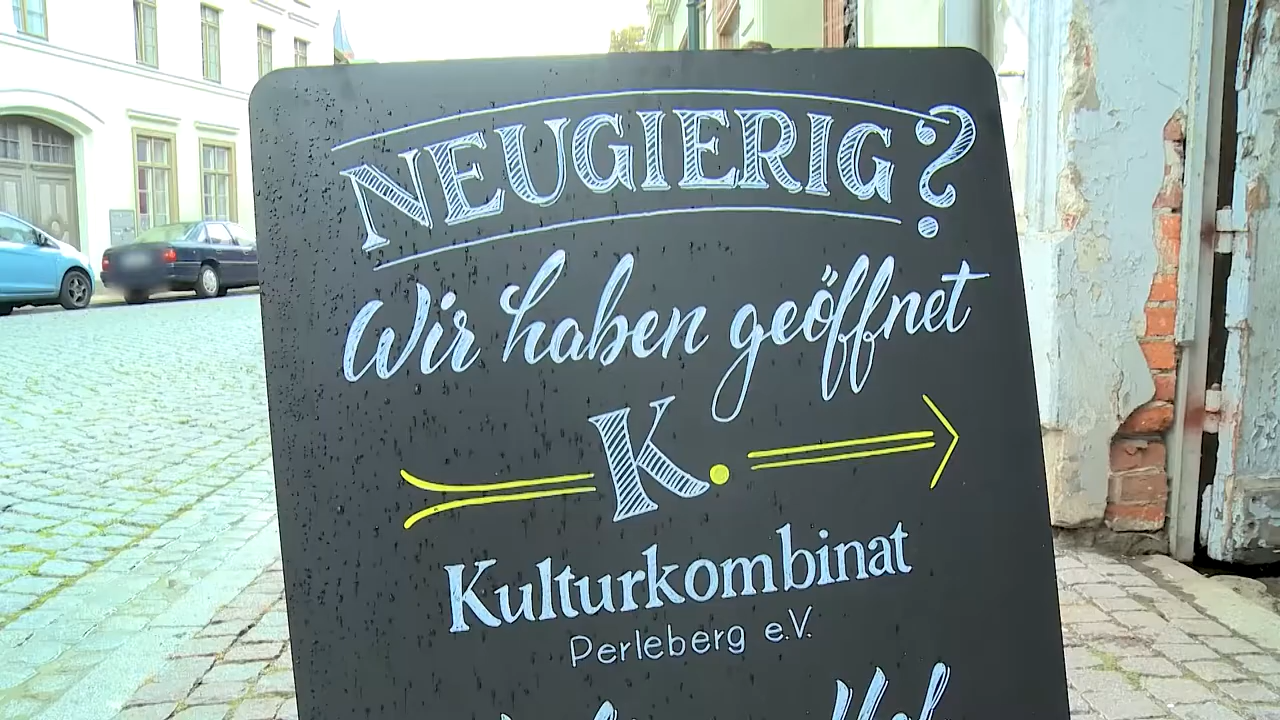 NEUGIERIG?
Wir haben geöffnet
K.
Kulturkombinat
Perleberg e.V.